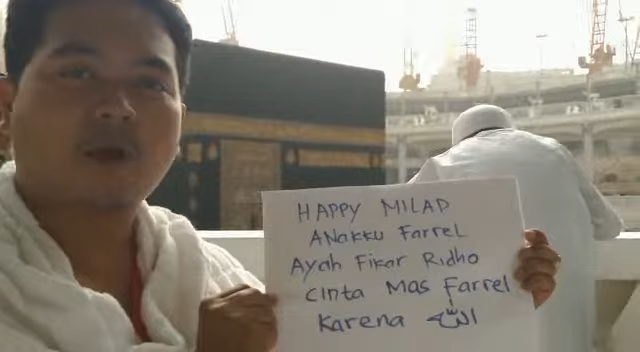 HAPPY MILAD
ANAKKU Farrel
Ayah Fikar Ridho
cinta Mas Farrel
Karena الله